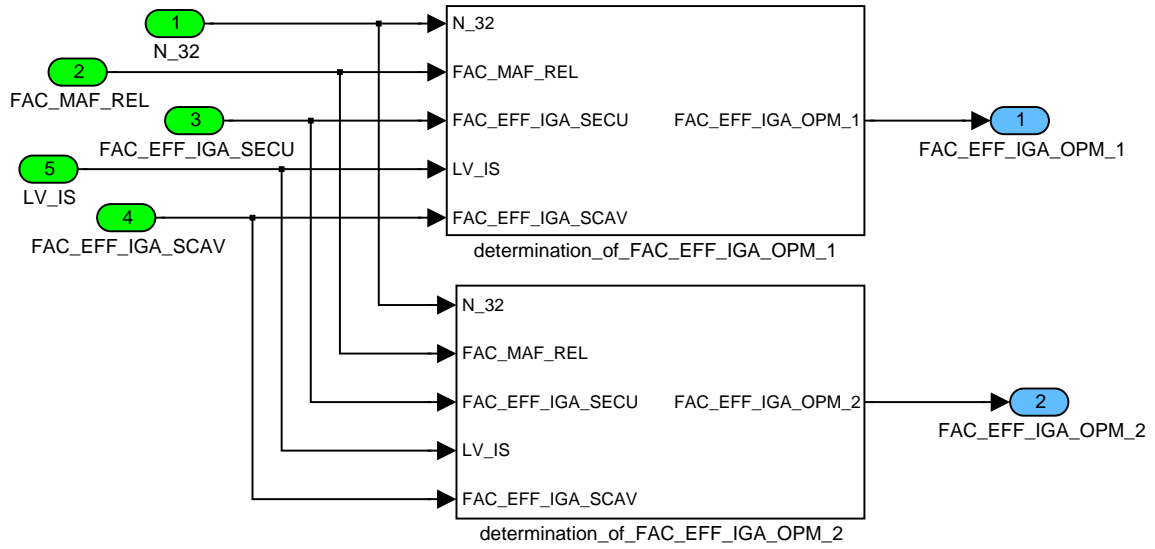 1
N_32
2
FAC_MAF_REL
3
FAC_EFF_IGA_SECU
5
LV_IS
4
FAC_EFF_IGA_SCAV
N_32
FAC_MAF_REL
FAC_EFF_IGA_SECU
LV_IS
FAC_EFF_IGA_SCAV
FAC_EFF_IGA_OPM_1
determination_of_FAC_EFF_IGA_OPM_1
1
FAC_EFF_IGA_OPM_1
N_32
FAC_MAF_REL
FAC_EFF_IGA_SECU
LV_IS
FAC_EFF_IGA_SCAV
FAC_EFF_IGA_OPM_2
determination_of_FAC_EFF_IGA_OPM_2
2
FAC_EFF_IGA_OPM_2